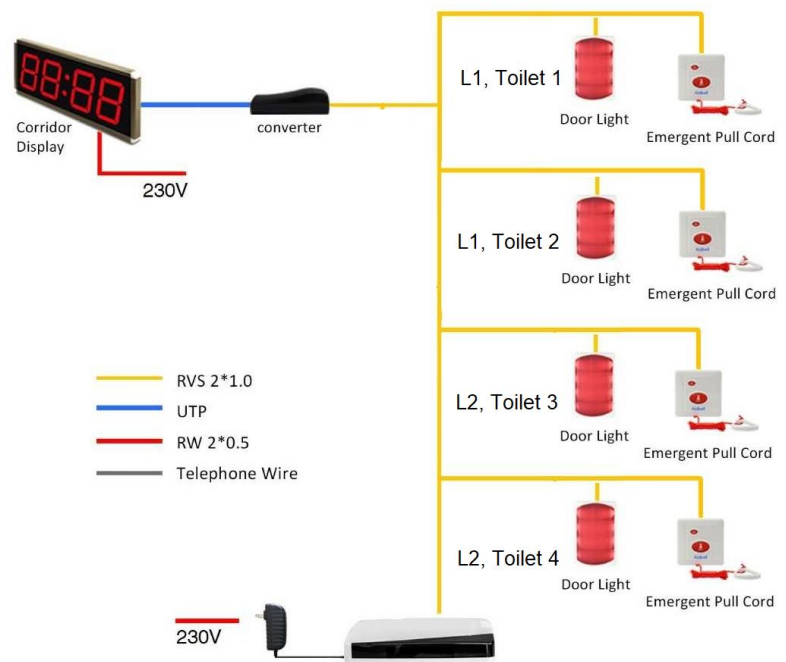 88:88
Corridor
Display
converter
230V
L1, Toilet 1
Door Light
Emergent Pull Cord
L1, Toilet 2
Door Light
Emergent Pull Cord
RVS 2*1.0
UTP
RW 2*0.5
Telephone Wire
L2, Toilet 3
Door Light
Emergent Pull Cord
L2, Toilet 4
Door Light
Emergent Pull Cord
230V